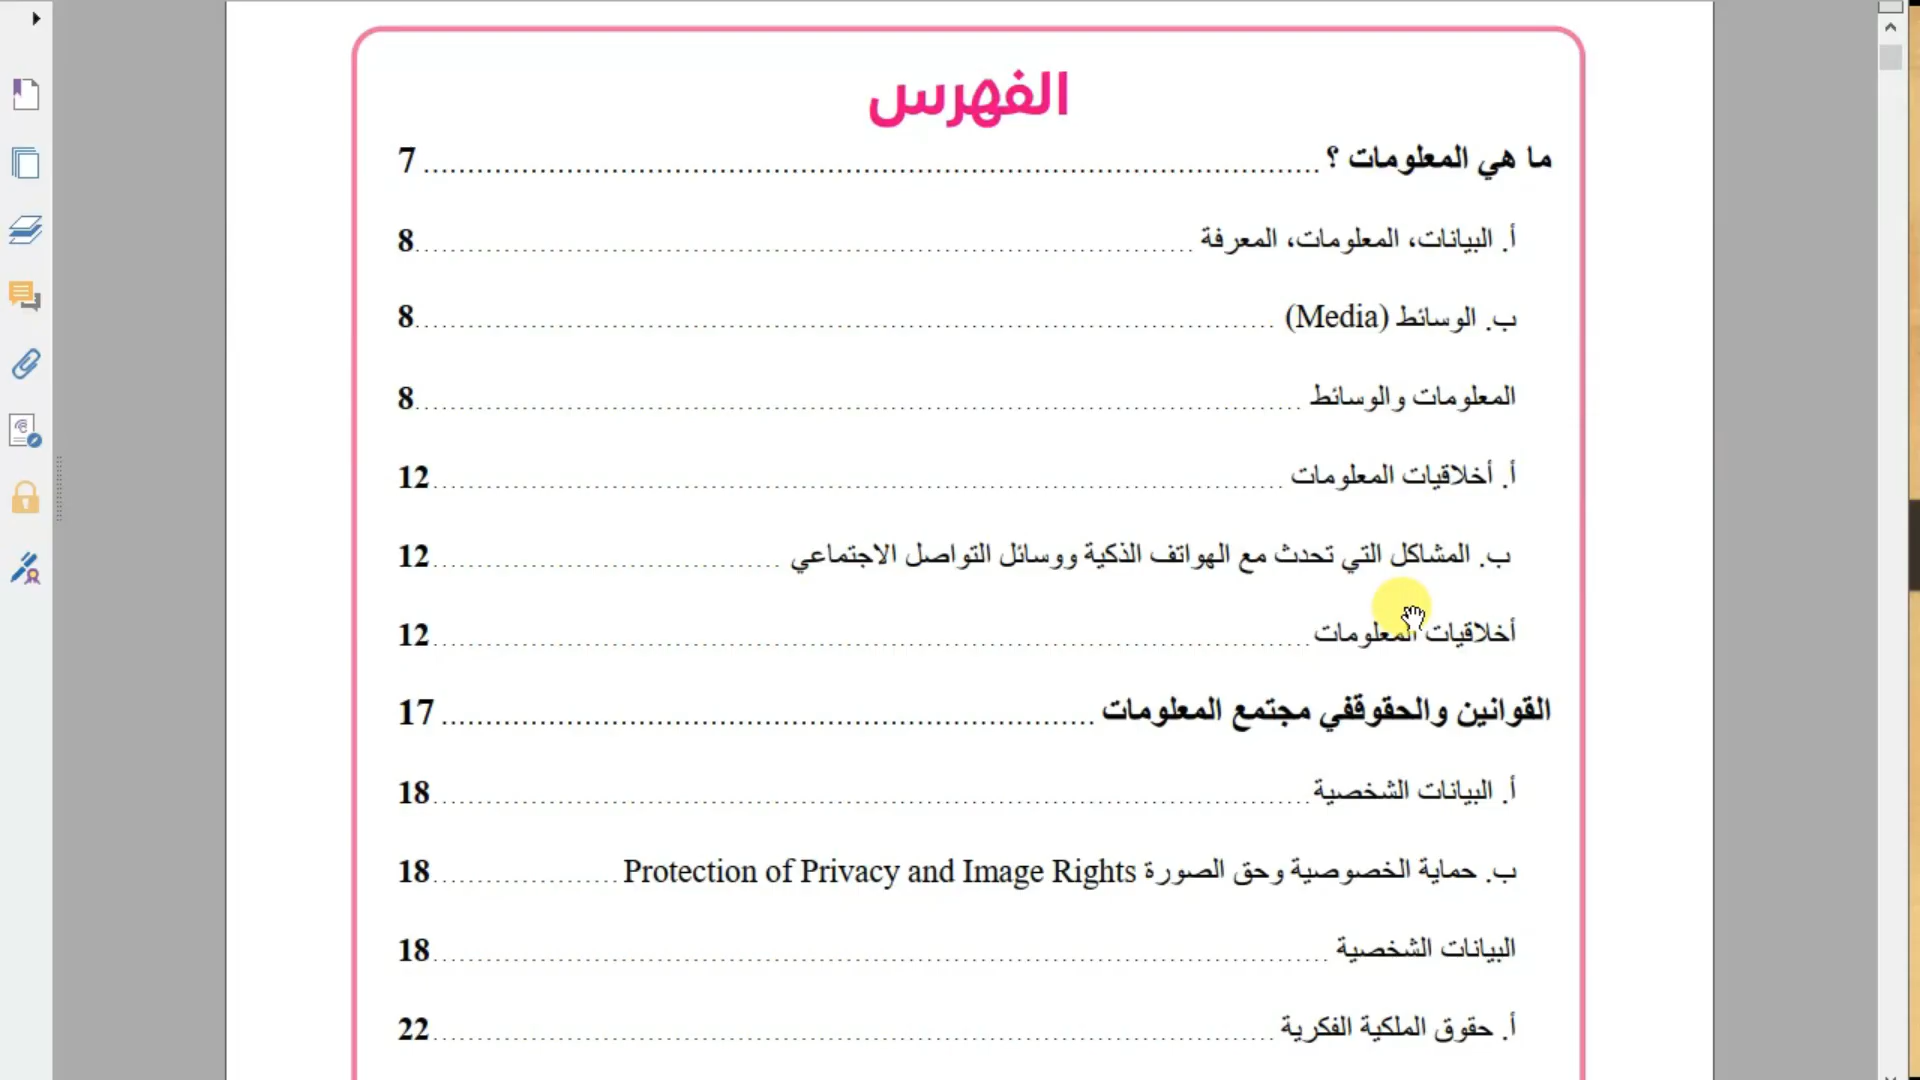 الفهرس
ما هي المعلومات ؟ 7
أ. البيانات، المعلومات، المعرفة 8
ب. الوسائط (Media) 8
المعلومات والوسائط 8
أ. أخلاقيات المعلومات 12
ب. المشاكل التي تحدث مع الهواتف الذكية ووسائل التواصل الاجتماعي 12
أخلاقيات المعلومات 12
القوانين والحقوقفي مجتمع المعلومات 17
أ. البيانات الشخصية 18
ب. حماية الخصوصية وحق الصورة Protection of Privacy and Image Rights 18
البيانات الشخصية 18
أ. حقوق الملكية الفكرية 22